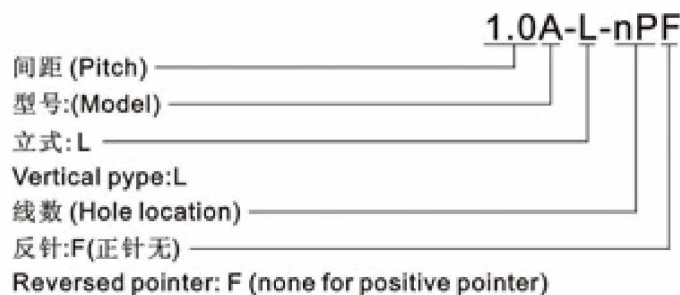 1.0A-L-nPF
间距 (Pitch)
型号:(Model)
立式: L
Vertical pype:L
线数 (Hole location)
反针:F(正针无)
Reversed pointer: F (none for positive pointer)